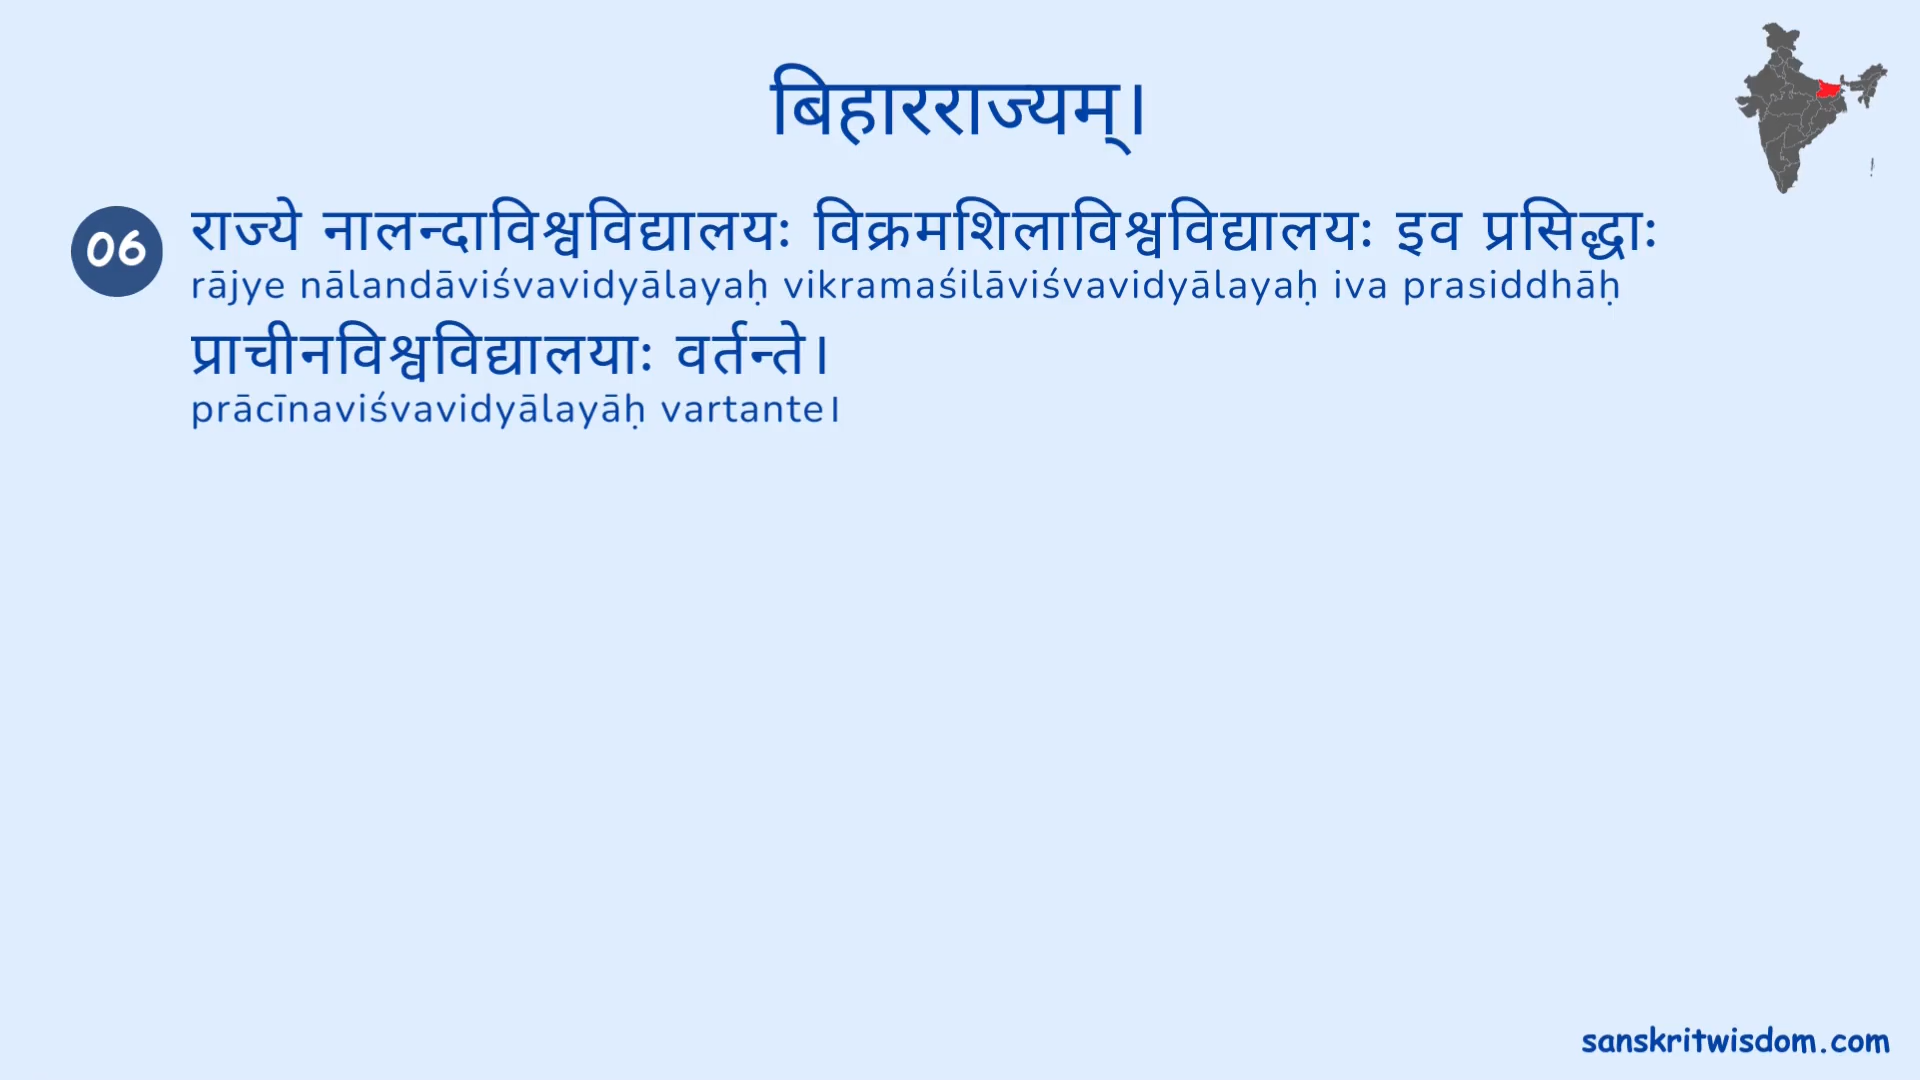 बिहारराज्यम्।
06
राज्ये नालन्दाविश्वविद्यालयः विक्रमशिलाविश्वविद्यालयः इव प्रसिद्धाः
rājye nālandāviśvavidyālayaḥ vikramaśilāviśvavidyālayaḥ iva prasiddhāḥ
प्राचीनविश्वविद्यालयाः वर्तन्ते।
prācīnaviśvavidyālayāḥ vartante।
sanskritwisdom.com